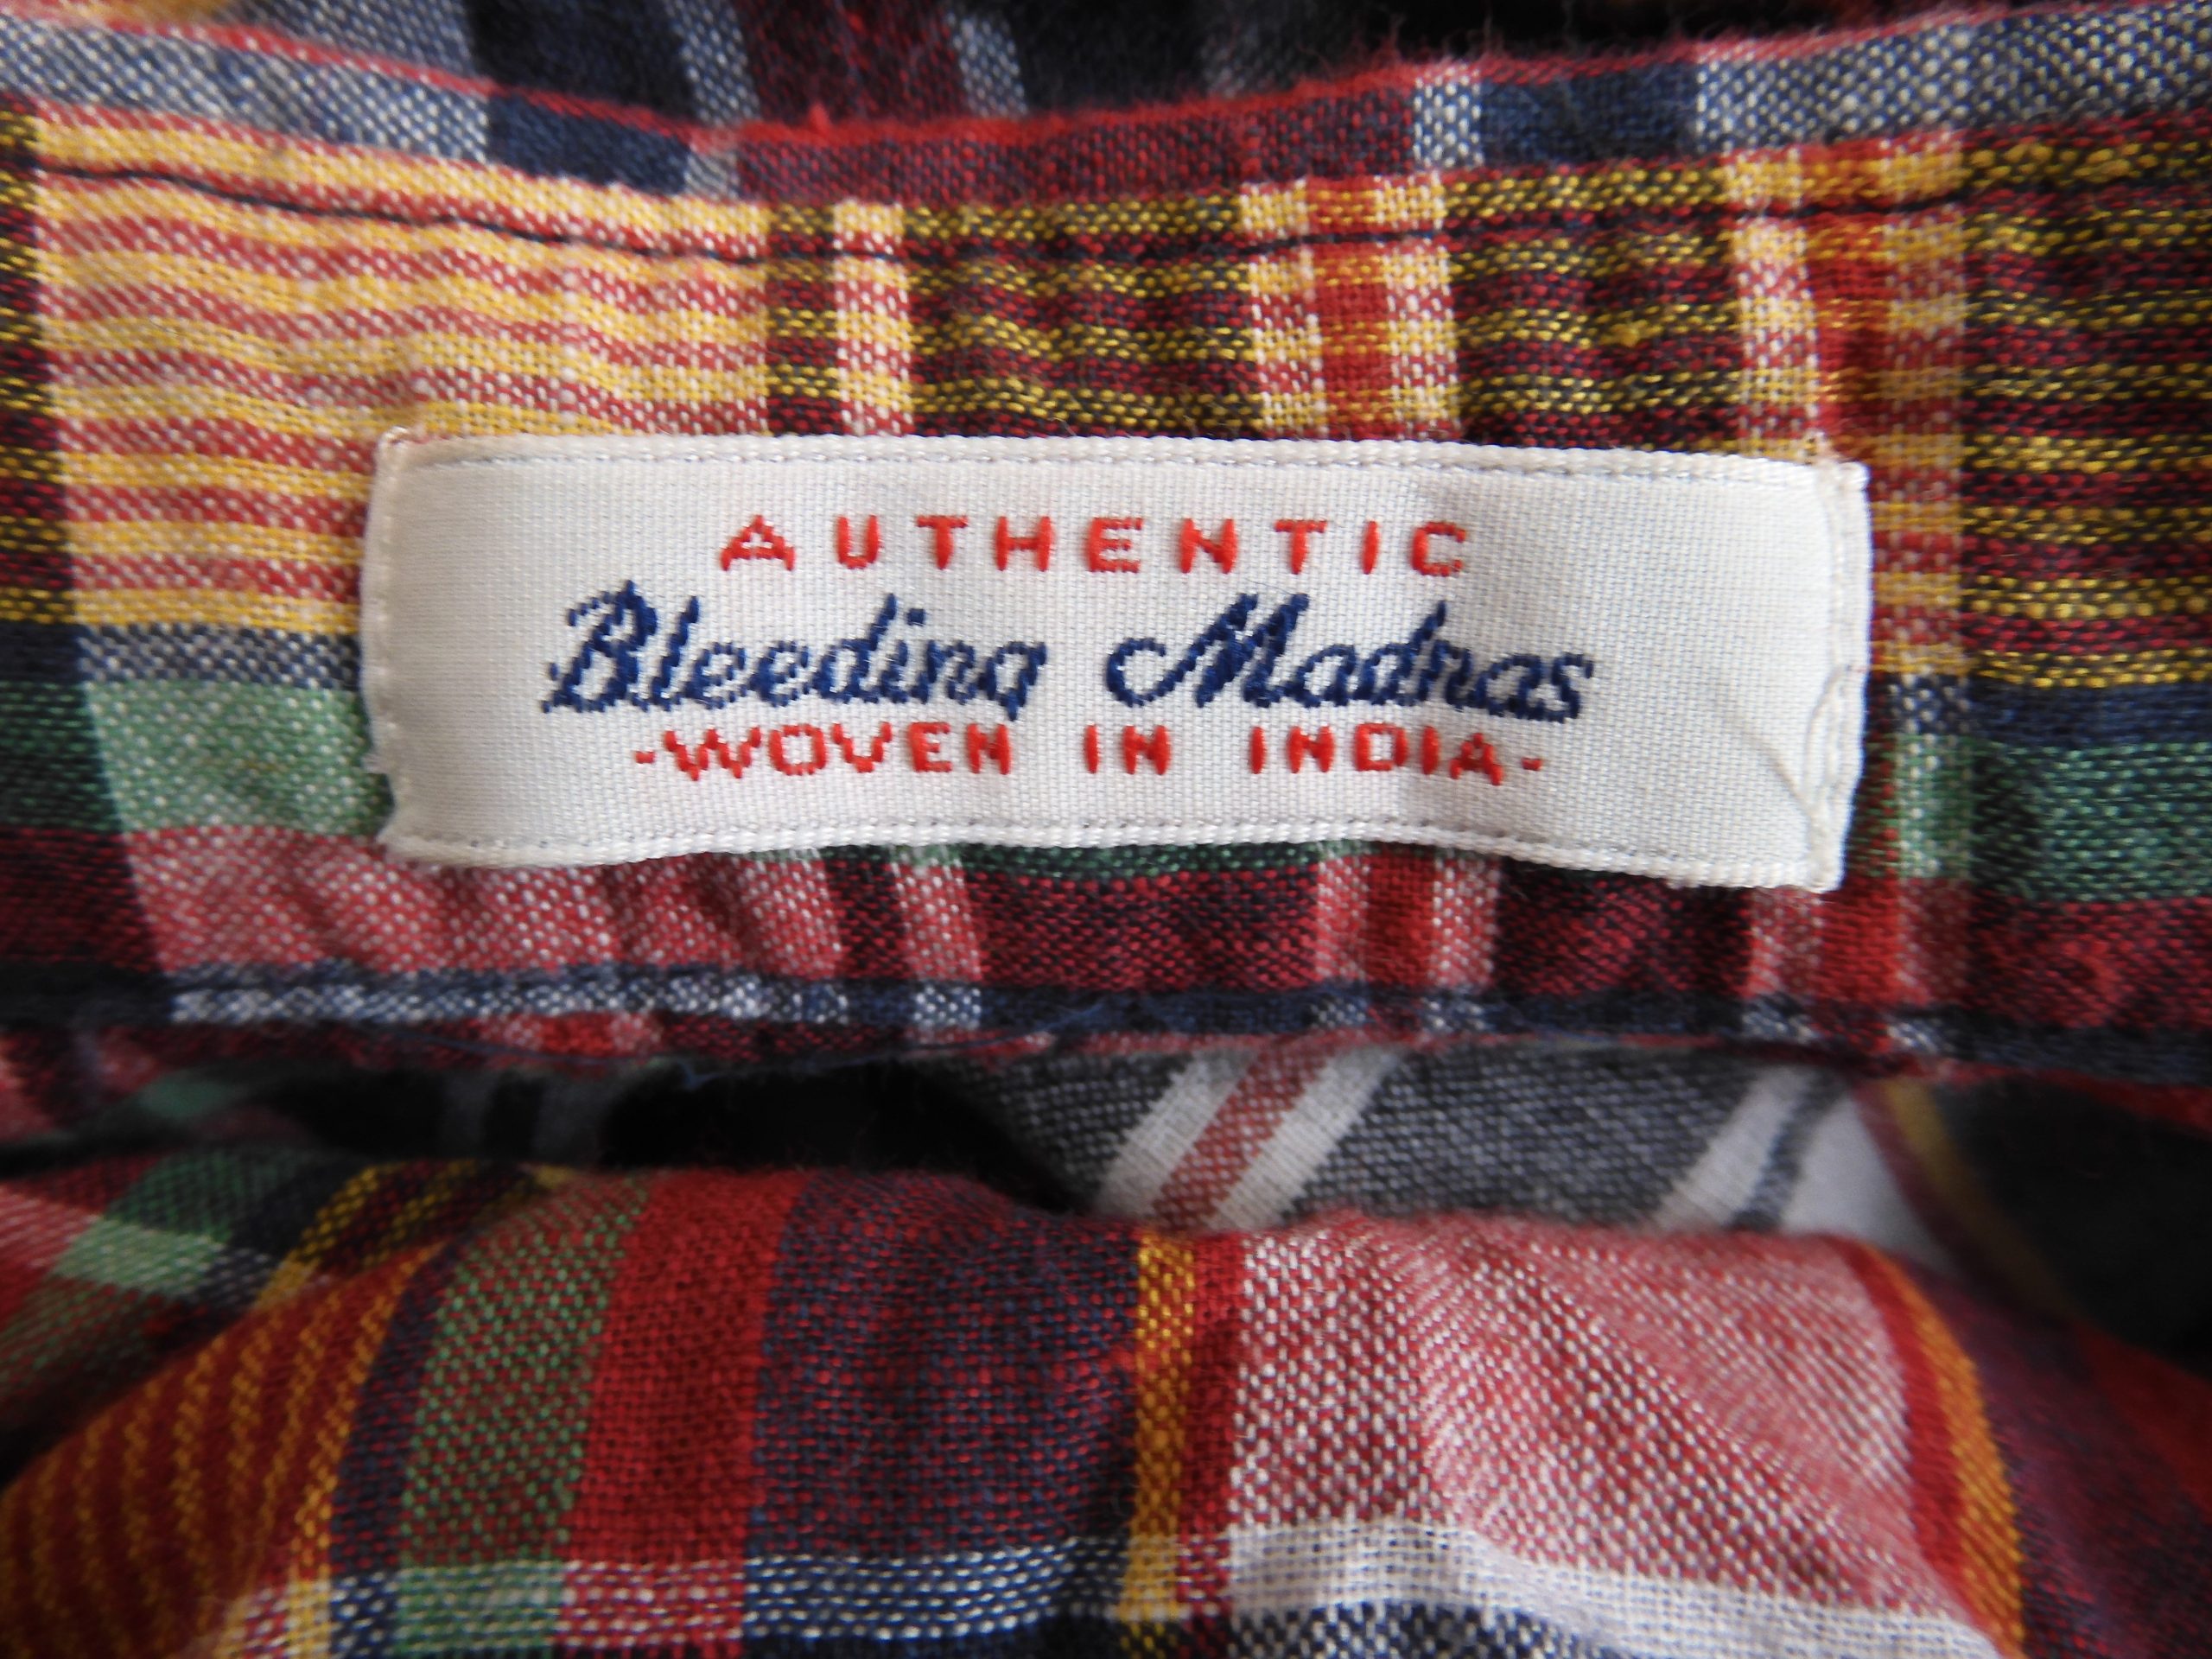 AUTHENTIC
Bleeding Madras
-WOVEN IN INDIA-